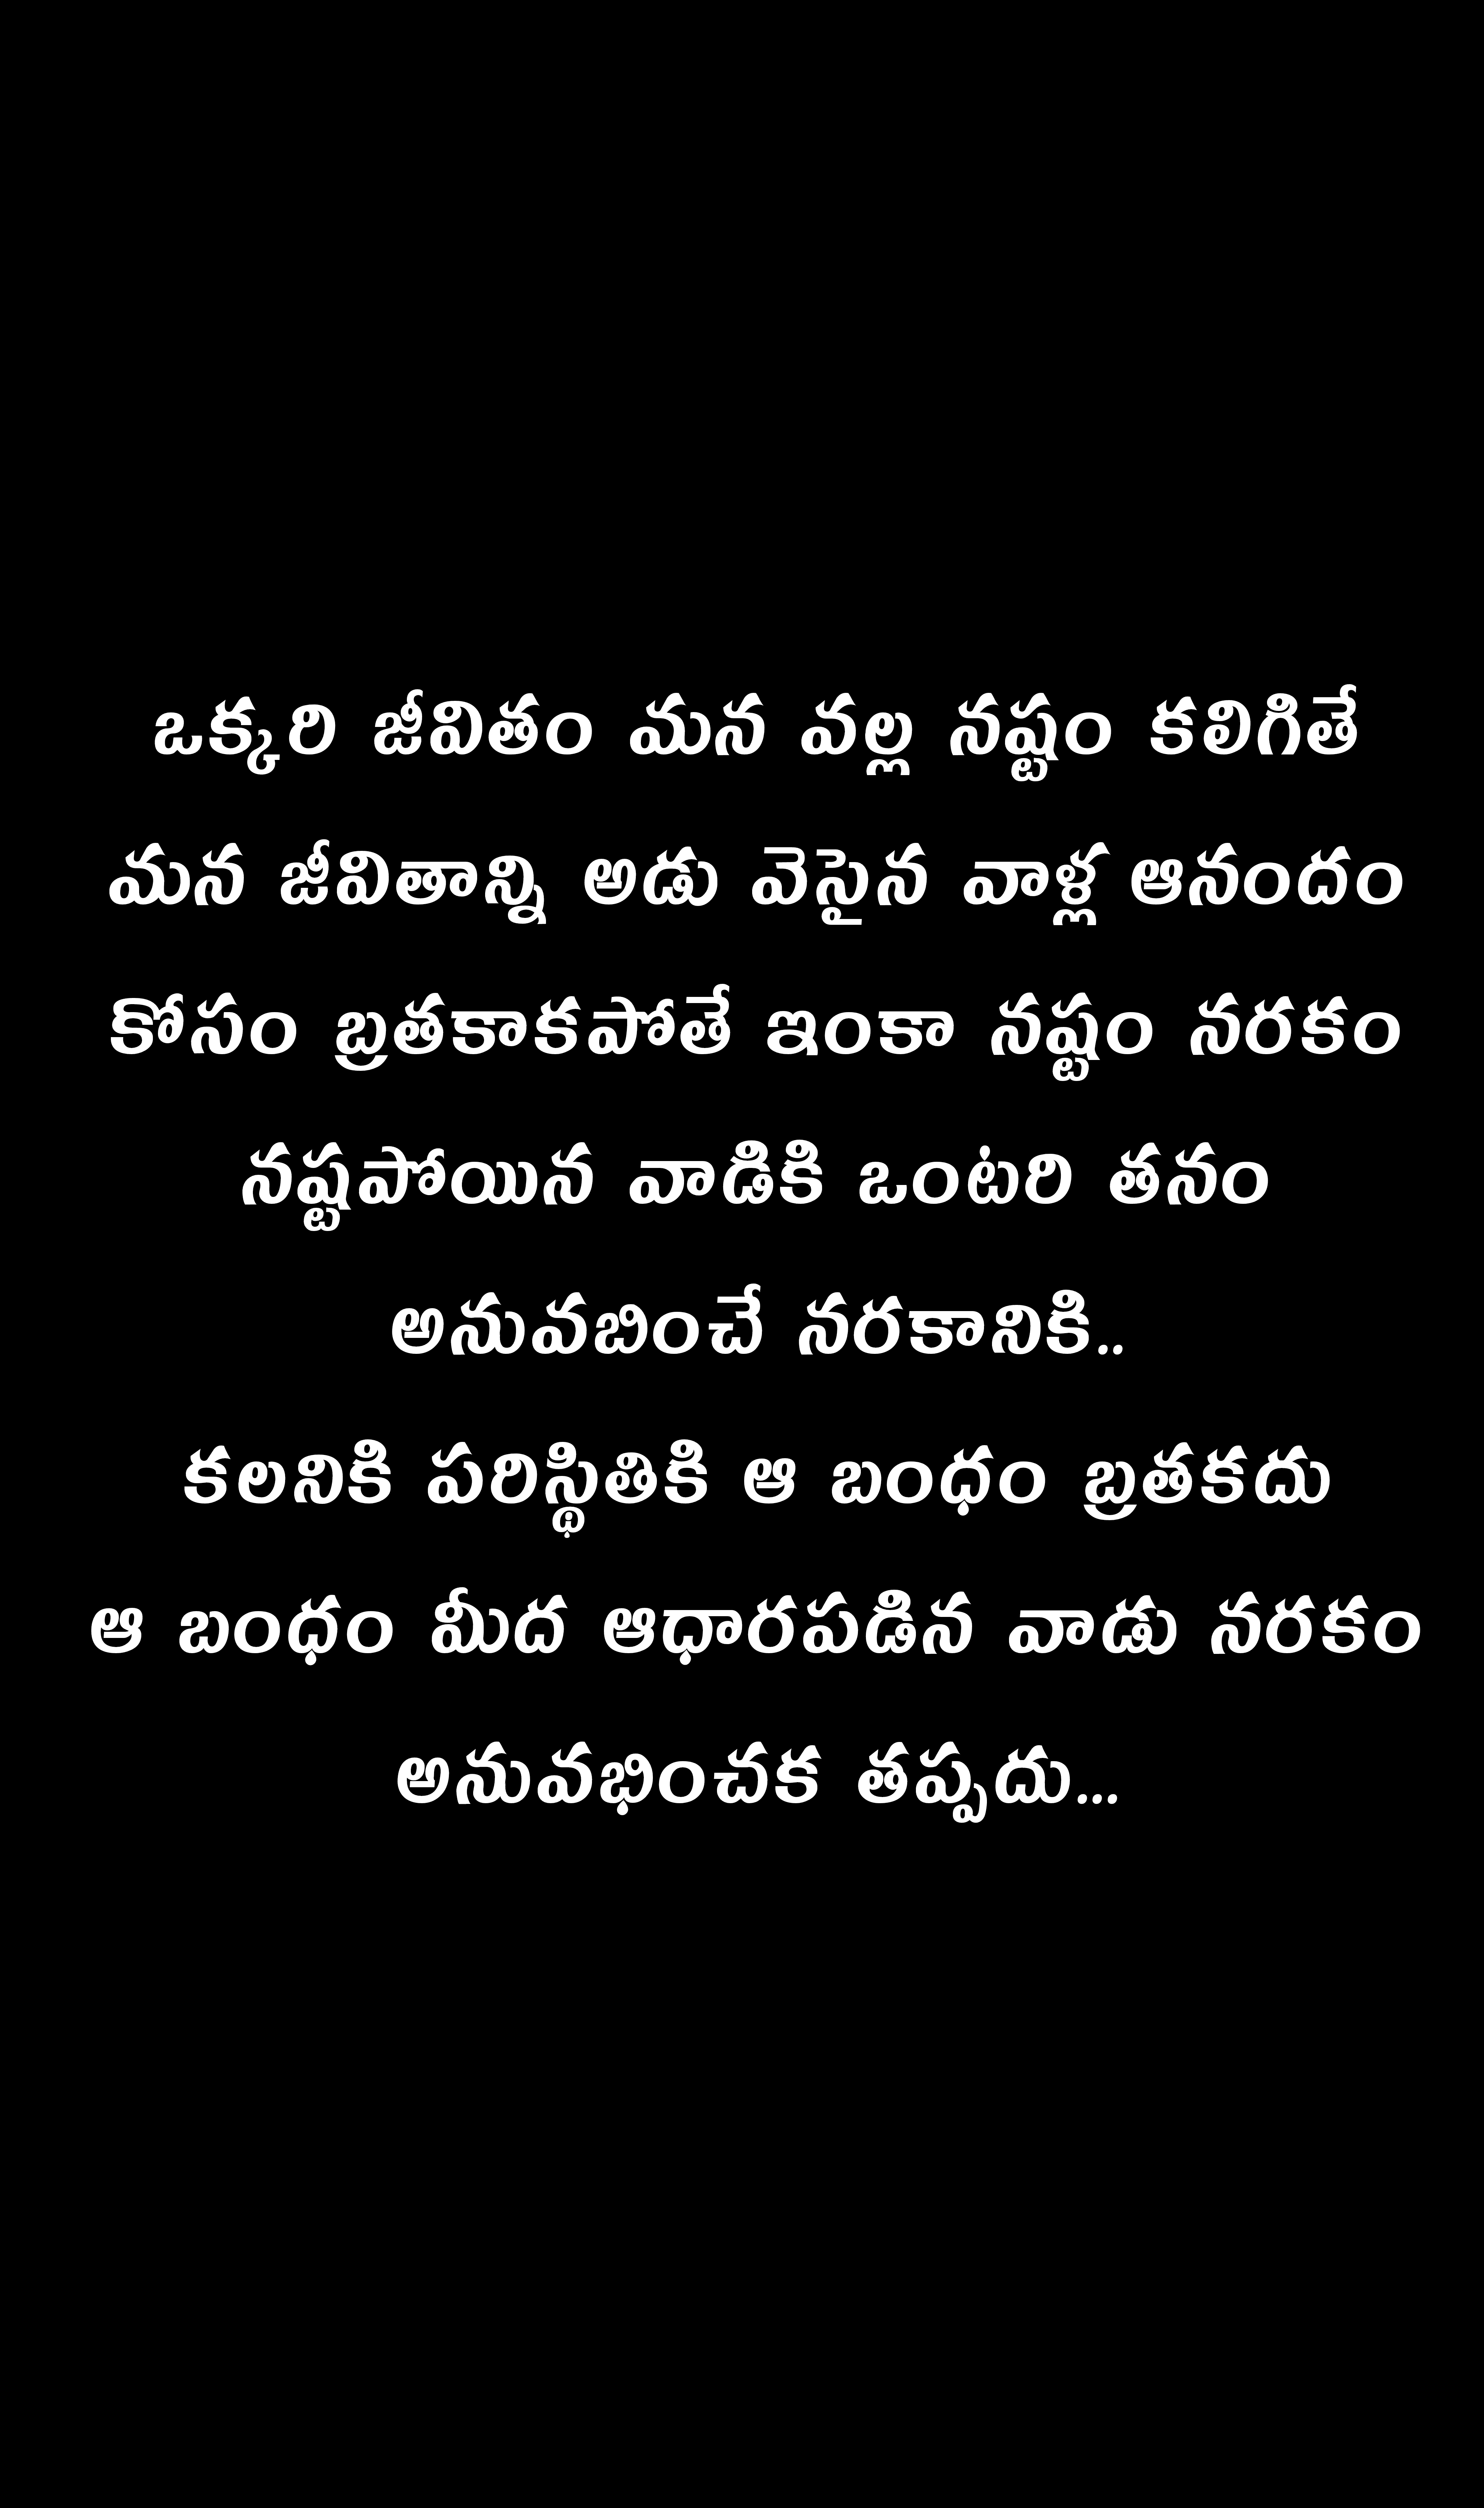 ఒక్కరి జీవితం మన వల్ల నష్టం కలిగితే
మన జీవితాన్ని అడు వెసైన వాళ్ల ఆనందం
కోసం బ్రతకాకపోతే ఇంకా నష్టం నరకం
నష్టపోయిన వాడికి ఒంటరి తనం
అనువబించే నరకానికి..
కలనికి పరిస్థితికి ఆ బంధం బ్రతకదు
ఆ బంధం మీద ఆధారపడిన వాడు నరకం
అనువభించక తప్పదు...